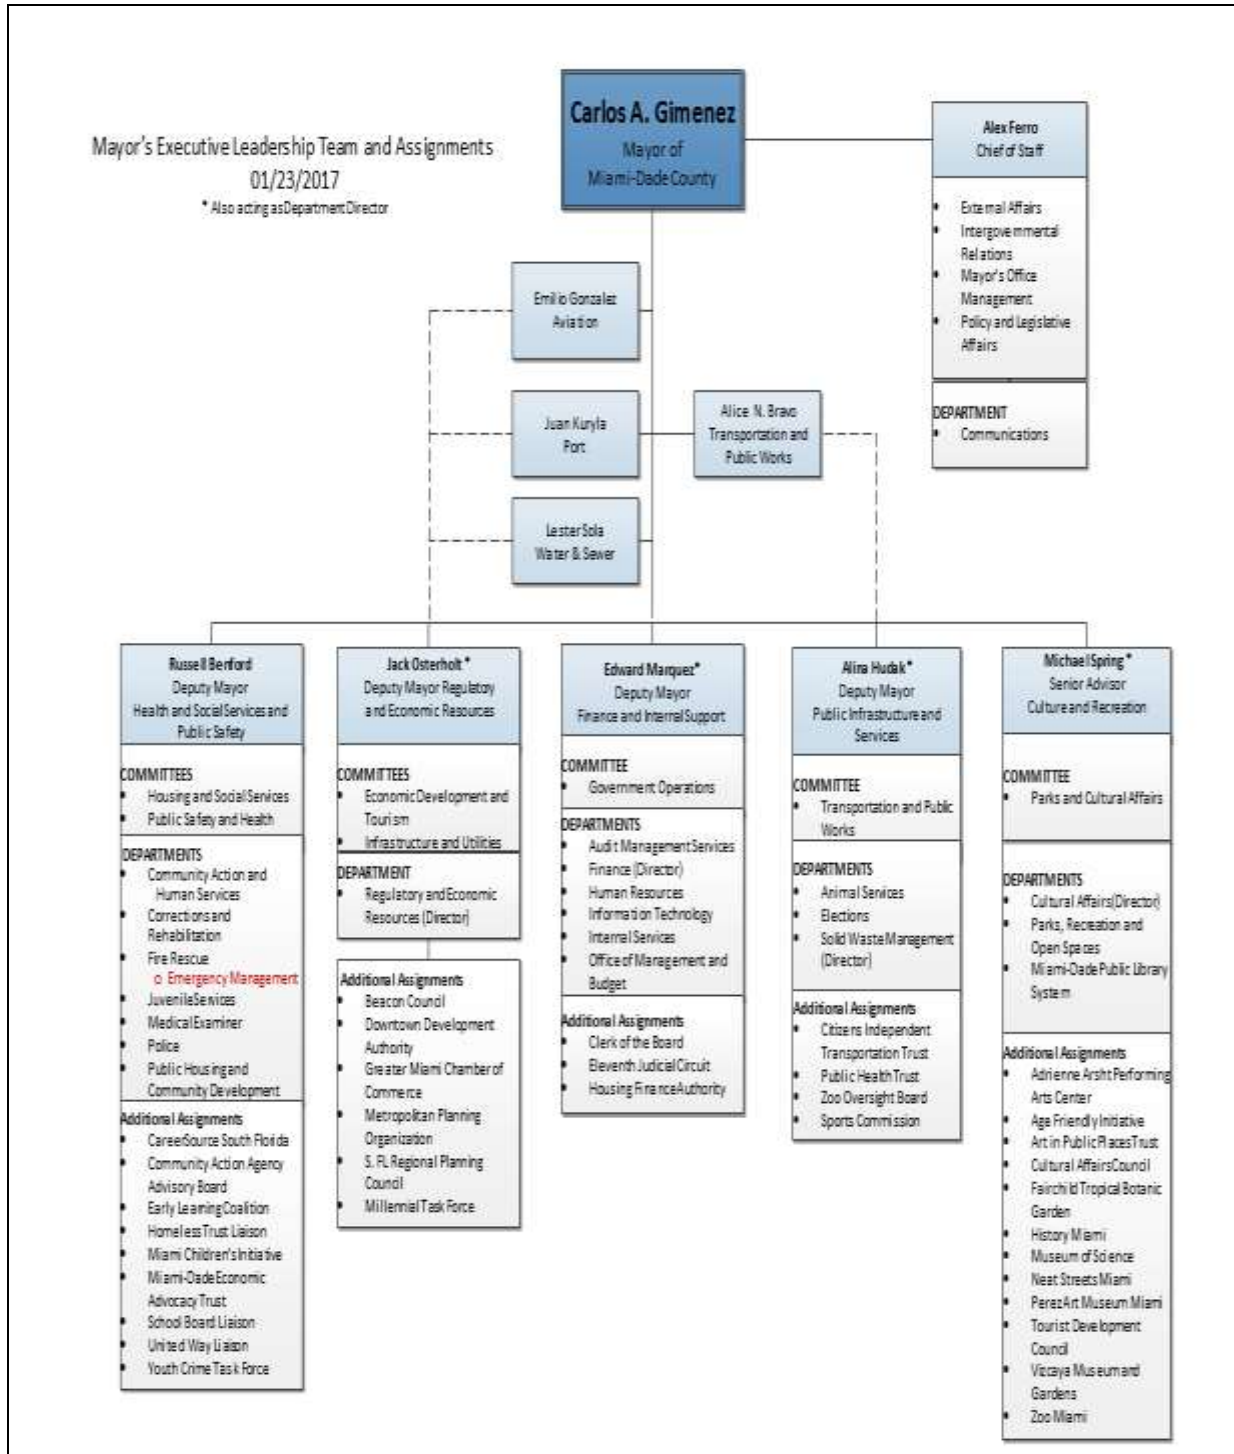 Mayor's Executive Leadership Team and Assignments
01/23/2017
* Also acting as Department Director
Carlos A. Gimenez
Mayor of
Miami-Dade County
Alex Ferro
Chief of Staff
• External Affairs
• Intergovernmental
Relations
• Mayor's Office
Management
• Policy and Legislative
Affairs
DEPARTMENT
• Communications
Emilio Gonzalez
Aviation
Juan Kuryla
Port
Alice N. Bravo
Transportation and
Public Works
Lester Sola
Water & Sewer
Russell Benford
Deputy Mayor
Health and Social Services and
Public Safety
COMMITTEES
• Housing and Social Services
• Public Safety and Health
DEPARTMENTS
• Community Action and
Human Services
• Corrections and
Rehabilitation
• Fire Rescue
o Emergency Management
• Juvenile Services
• Medical Examiner
• Police
• Public Housing and
Community Development
Additional Assignments
• CareerSource South Florida
• Community Action Agency
Advisory Board
• Early Learning Coalition
• Homeless Trust Liaison
• Miami Children's Initiative
• Miami-Dade Economic
Advocacy Trust
• School Board Liaison
• United Way Liaison
• Youth Crime Task Force
Jack Osterholt *
Deputy Mayor Regulatory
and Economic Resources
COMMITTEES
• Economic Development and
Tourism
• Infrastructure and Utilities
DEPARTMENT
• Regulatory and Economic
Resources (Director)
Additional Assignments
• Beacon Council
• Downtown Development
Authority
• Greater Miami Chamber of
Commerce
• Metropolitan Planning
Organization
• S. FL Regional Planning
Council
• Millennial Task Force
Edward Marquez*
Deputy Mayor
Finance and Internal Support
COMMITTEE
• Government Operations
DEPARTMENTS
• Audit Management Services
• Finance (Director)
• Human Resources
• Information Technology
• Internal Services
• Office of Management and
Budget
Additional Assignments
• Clerk of the Board
• Eleventh Judicial Circuit
• Housing Finance Authority
Alina Hudak*
Deputy Mayor
Public Infrastructure and
Services
COMMITTEE
• Transportation and Public
Works
DEPARTMENTS
• Animal Services
• Elections
• Solid Waste Management
(Director)
Additional Assignments
• Citizens Independent
Transportation Trust
• Public Health Trust
• Zoo Oversight Board
• Sports Commission
Michael Spring *
Senior Advisor
Culture and Recreation
COMMITTEE
• Parks and Cultural Affairs
DEPARTMENTS
• Cultural Affairs (Director)
• Parks, Recreation and
Open Spaces
• Miami-Dade Public Library
System
Additional Assignments
• Adrienne Arsht Performing
Arts Center
• Age Friendly Initiative
• Art in Public Places Trust
• Cultural Affairs Council
• Fairchild Tropical Botanic
Garden
• History Miami
• Museum of Science
• Neat Streets Miami
• Perez Art Museum Miami
• Tourist Development
Council
• Vizcaya Museum and
Gardens
• Zoo Miami